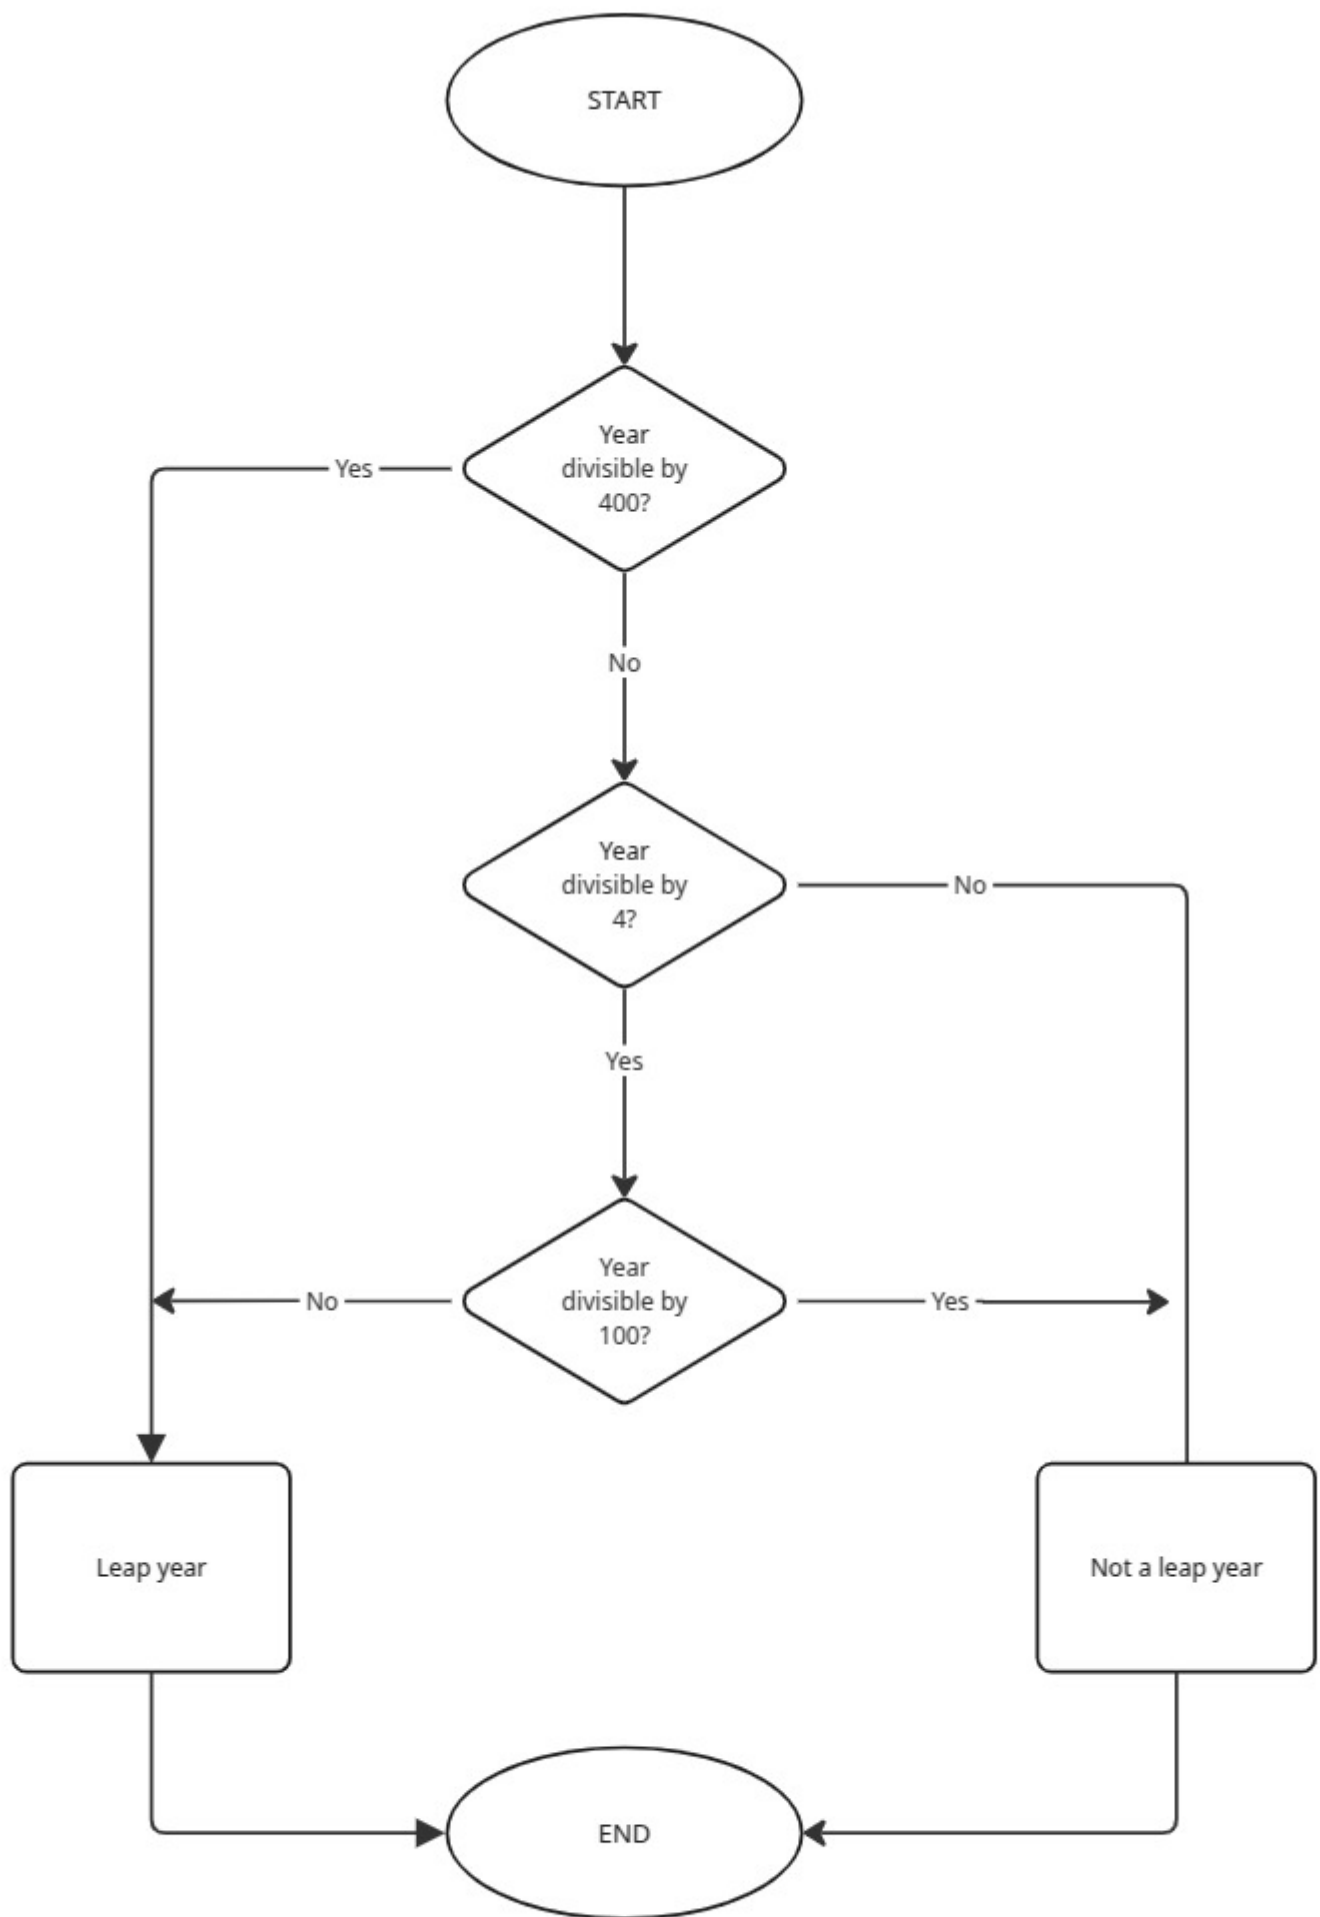 START
Year
divisible by
400?
Yes
No
Year
divisible by
4?
No
Yes
Year
divisible by
100?
No
Yes
Leap year
Not a leap year
END